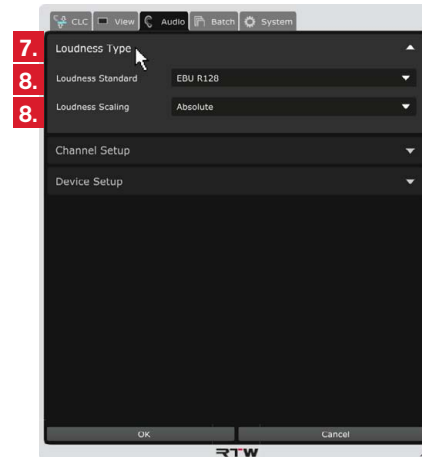 CLC View Audio Batch System
7. Loudness Type
8. Loudness Standard EBU R128
8. Loudness Scaling Absolute
Channel Setup
Device Setup
OK Cancel
RTW